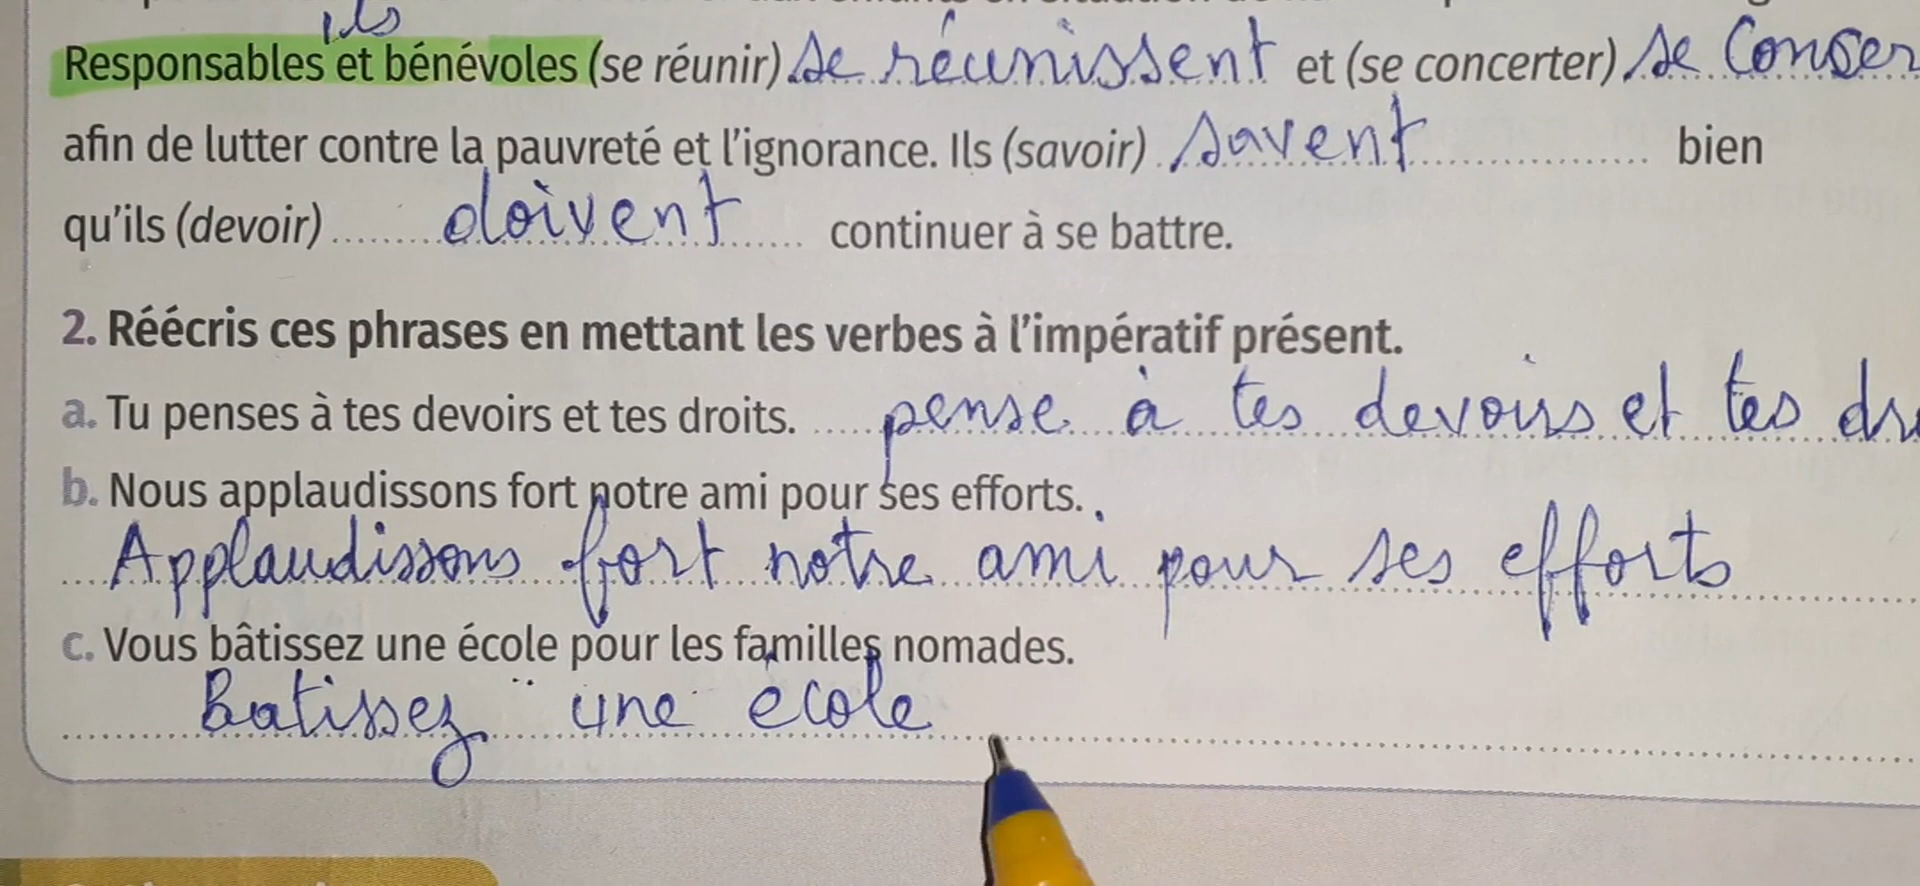 ils
Responsables et bénévoles (se réunir) se réunissent et (se concerter) se Conser
afin de lutter contre la pauvreté et l'ignorance. Ils (savoir) savent bien
qu'ils (devoir) doivent continuer à se battre.
2. Réécris ces phrases en mettant les verbes à l'impératif présent.
a. Tu penses à tes devoirs et tes droits. pense à tes devoirs et tes dr
b. Nous applaudissons fort notre ami pour ses efforts.
Applaudissons fort notre ami pour ses efforts
c. Vous bâtissez une école pour les familles nomades.
Batissez une école